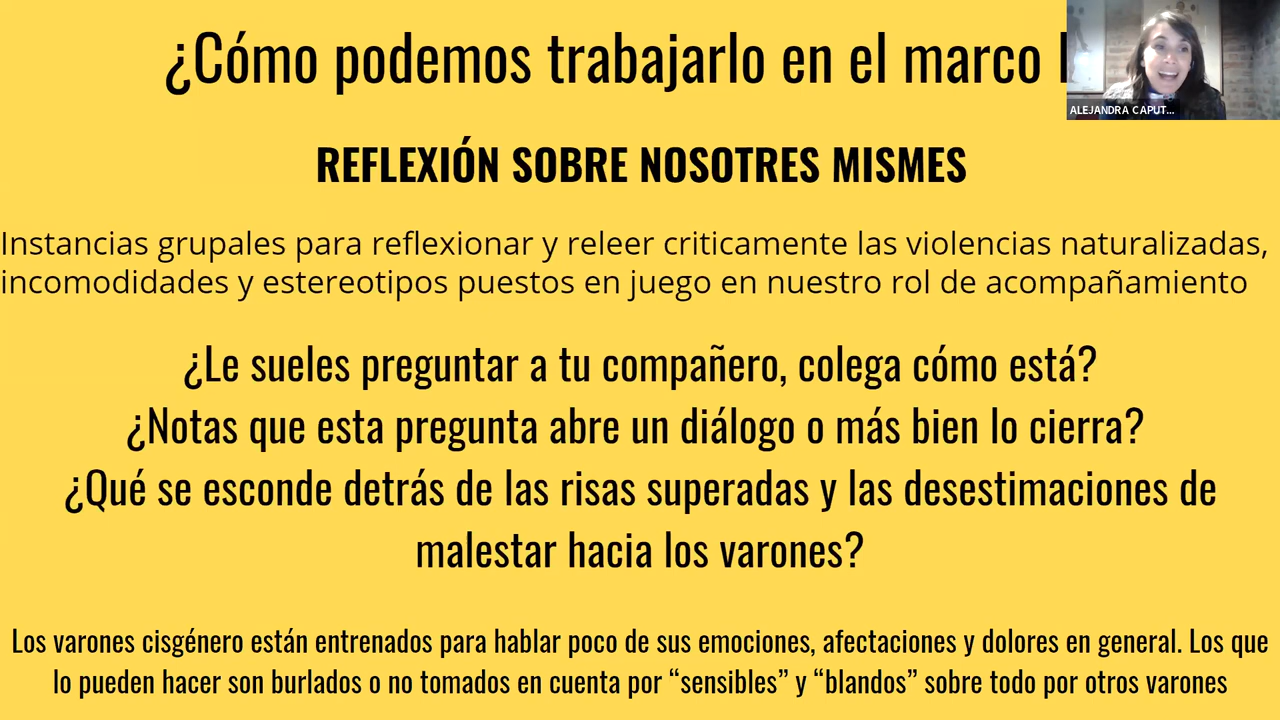 ¿Cómo podemos trabajarlo en el marco
ALEJANDRA CAPUT...
REFLEXIÓN SOBRE NOSOTRES MISMES
Instancias grupales para reflexionar y releer criticamente las violencias naturalizadas,
incomodidades y estereotipos puestos en juego en nuestro rol de acompañamiento
¿Le sueles preguntar a tu compañero, colega cómo está?
¿Notas que esta pregunta abre un diálogo o más bien lo cierra?
¿Qué se esconde detrás de las risas superadas y las desestimaciones de
malestar hacia los varones?
Los varones cisgénero están entrenados para hablar poco de sus emociones, afectaciones y dolores en general. Los que
lo pueden hacer son burlados o no tomados en cuenta por “sensibles” y “blandos” sobre todo por otros varones